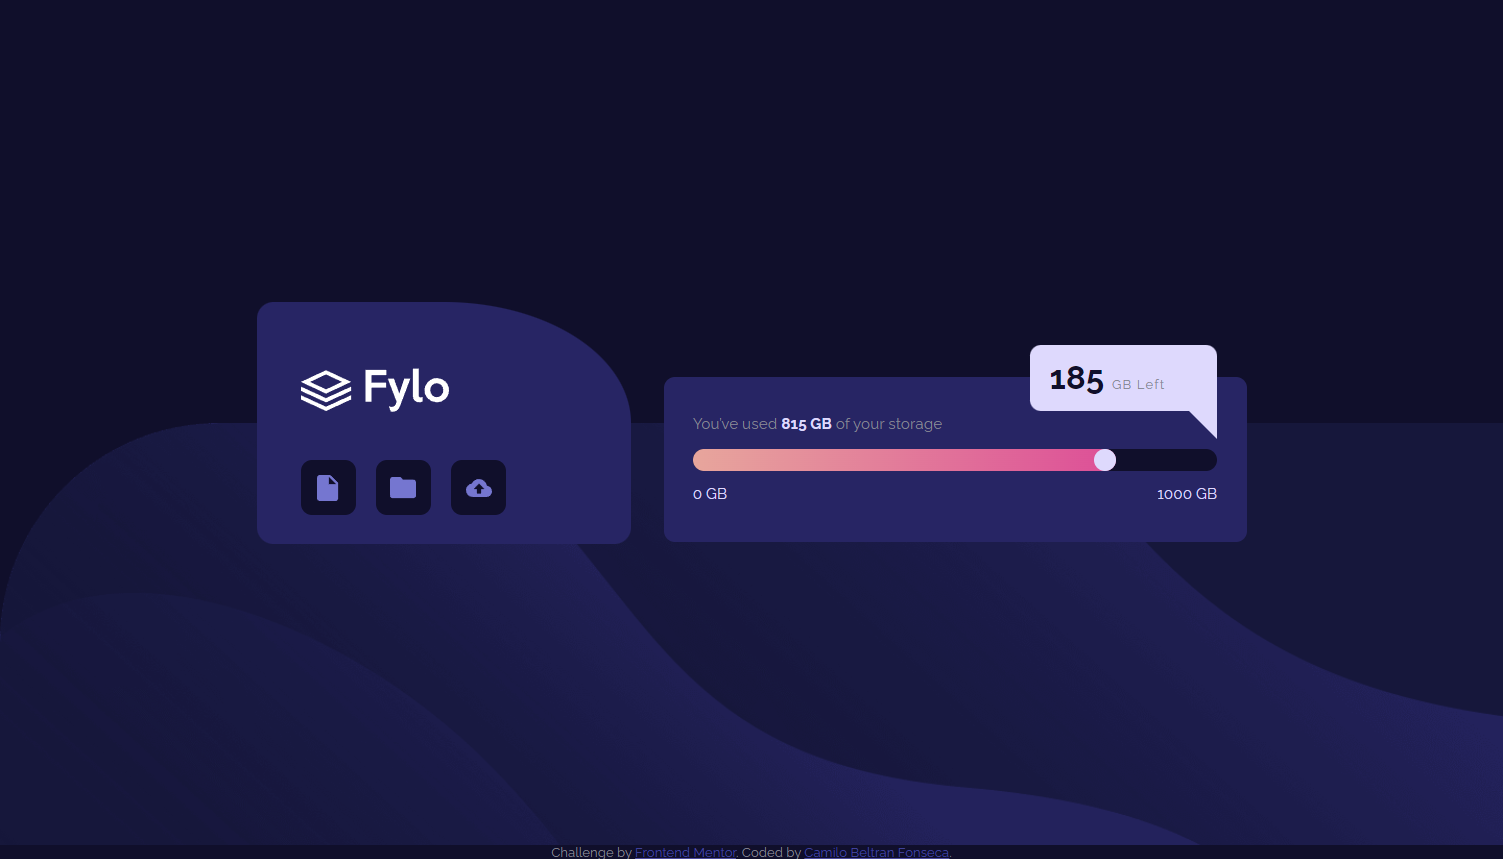 Fylo
185 GB Left
You've used 815 GB of your storage
0 GB
1000 GB
Challenge by Frontend Mentor. Coded by Camilo Beltran Fonseca.